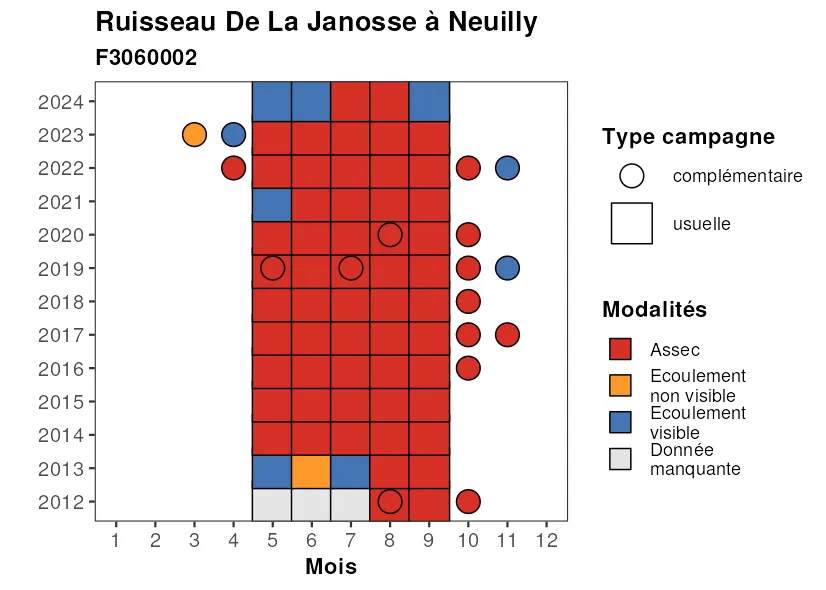 Ruisseau De La Janosse à Neuilly
F3060002
2024
2023
2022
2021
2020
2019
2018
2017
2016
2015
2014
2013
2012
1 2 3 4 5 6 7 8 9 10 11 12
Mois
Type campagne
complémentaire
usuelle
Modalités
Assec
Ecoulement
non visible
Ecoulement
visible
Donnée
manquante